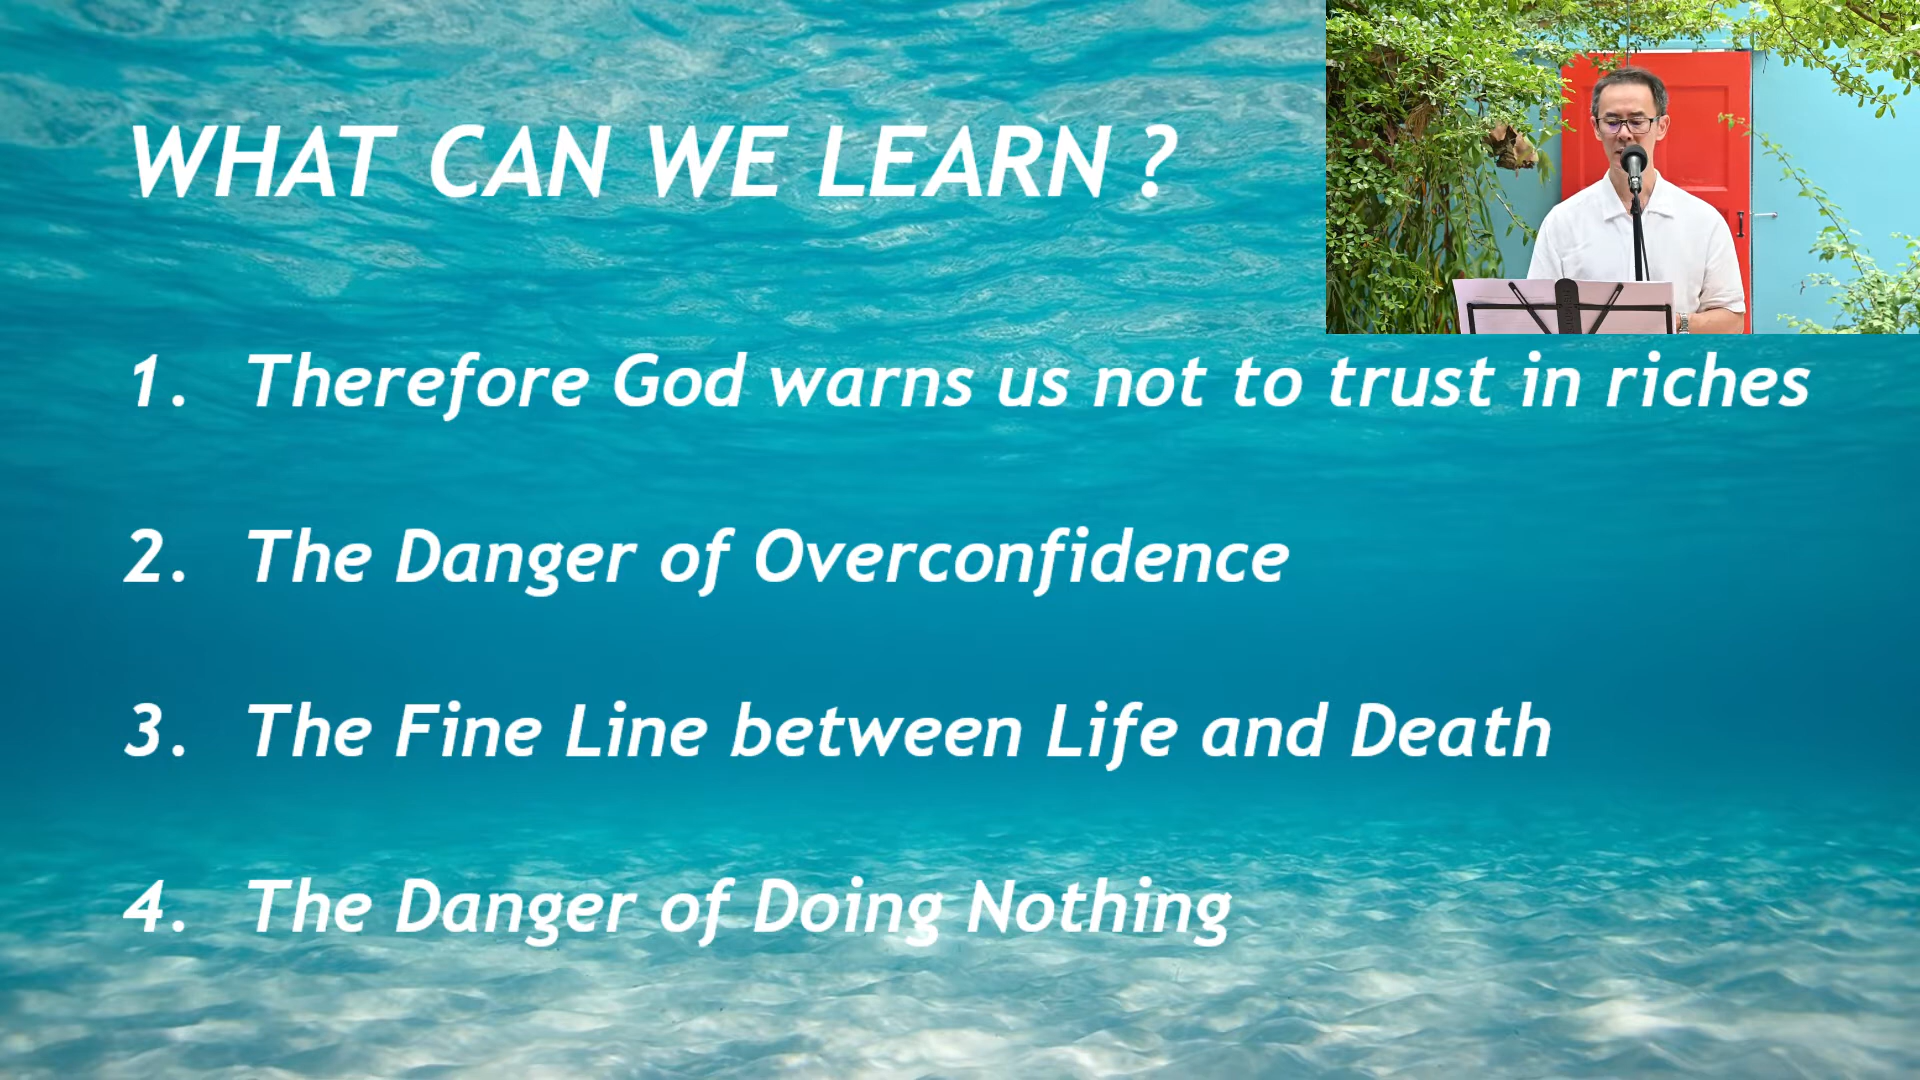 WHAT CAN WE LEARN ?
1. Therefore God warns us not to trust in riches
2. The Danger of Overconfidence
3. The Fine Line between Life and Death
4. The Danger of Doing Nothing